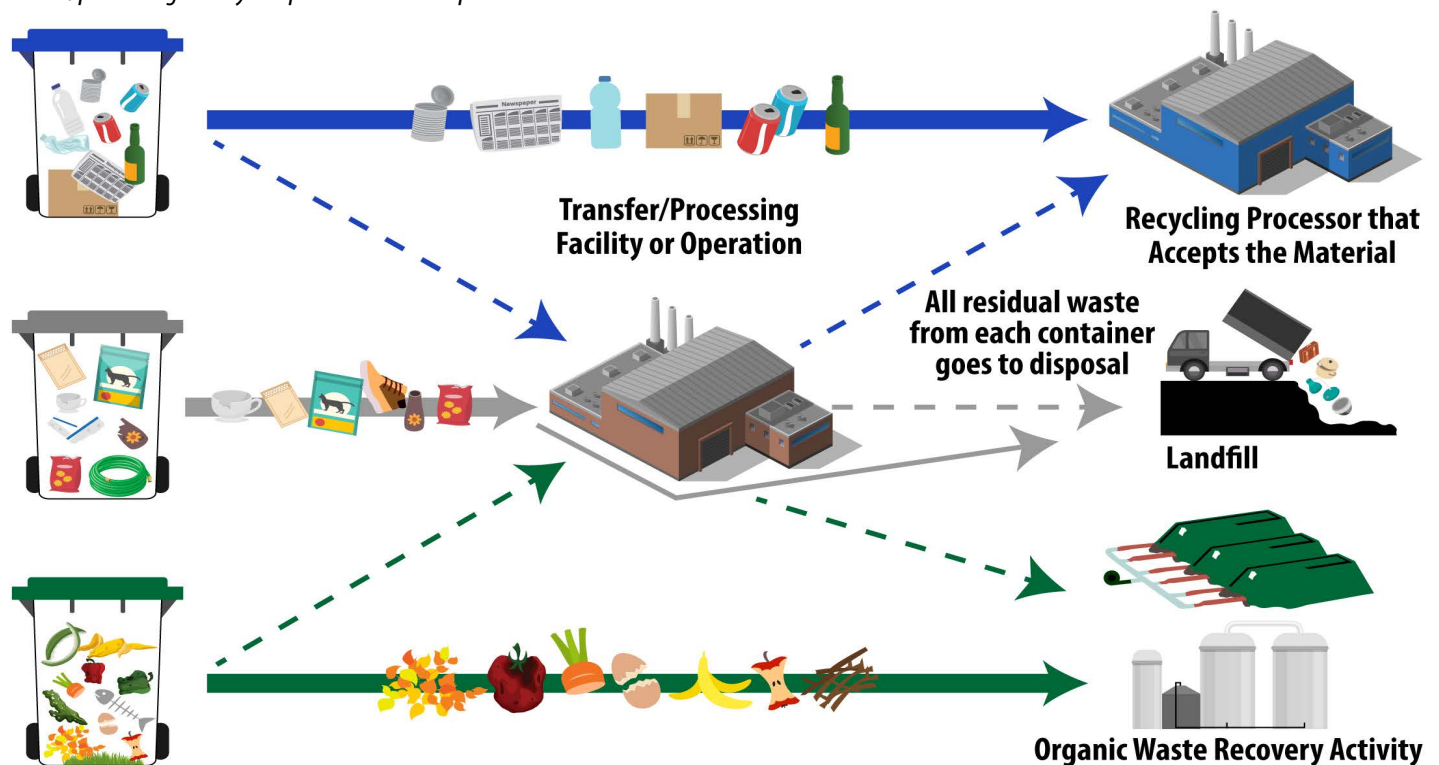 Newspaper
Transfer/Processing
Facility or Operation
Recycling Processor that
Accepts the Material
All residual waste
from each container
goes to disposal
Landfill
Organic Waste Recovery Activity